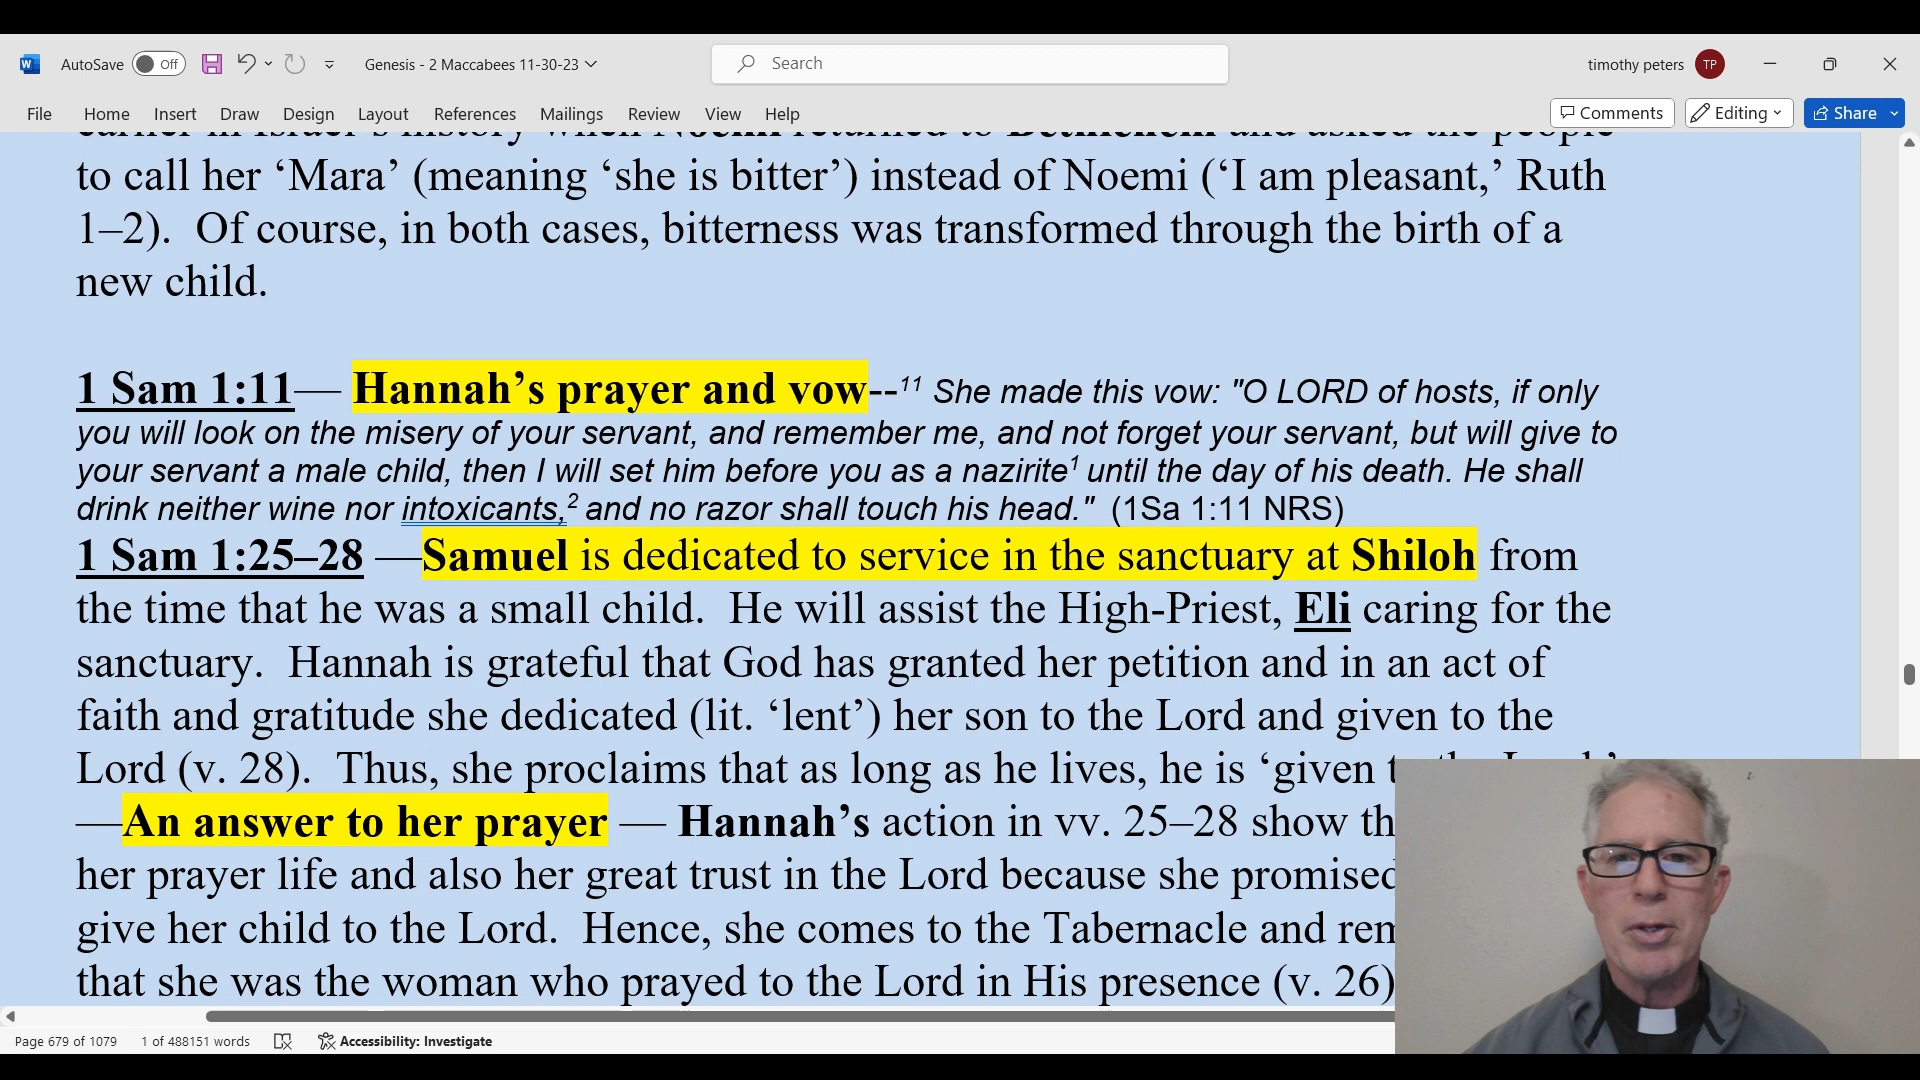 AutoSave Off Genesis - 2 Maccabees 11-30-23 Search timothy peters TP
File Home Insert Draw Design Layout References Mailings Review View Help Comments Editing Share
earlier in Israel's history when Noemi returned to Bethlehem and asked the people
to call her ‘Mara’ (meaning ‘she is bitter’) instead of Noemi (‘I am pleasant,’ Ruth
1–2). Of course, in both cases, bitterness was transformed through the birth of a
new child.
1 Sam 1:11— Hannah’s prayer and vow--11 She made this vow: "O LORD of hosts, if only
you will look on the misery of your servant, and remember me, and not forget your servant, but will give to
your servant a male child, then I will set him before you as a nazirite1 until the day of his death. He shall
drink neither wine nor intoxicants,2 and no razor shall touch his head." (1Sa 1:11 NRS)
1 Sam 1:25–28 —Samuel is dedicated to service in the sanctuary at Shiloh from
the time that he was a small child. He will assist the High-Priest, Eli caring for the
sanctuary. Hannah is grateful that God has granted her petition and in an act of
faith and gratitude she dedicated (lit. ‘lent’) her son to the Lord and given to the
Lord (v. 28). Thus, she proclaims that as long as he lives, he is ‘given
—An answer to her prayer — Hannah’s action in vv. 25–28 show
her prayer life and also her great trust in the Lord because she promised
give her child to the Lord. Hence, she comes to the Tabernacle and
that she was the woman who prayed to the Lord in His presence (v. 26)
Page 679 of 1079 1 of 488151 words Accessibility: Investigate